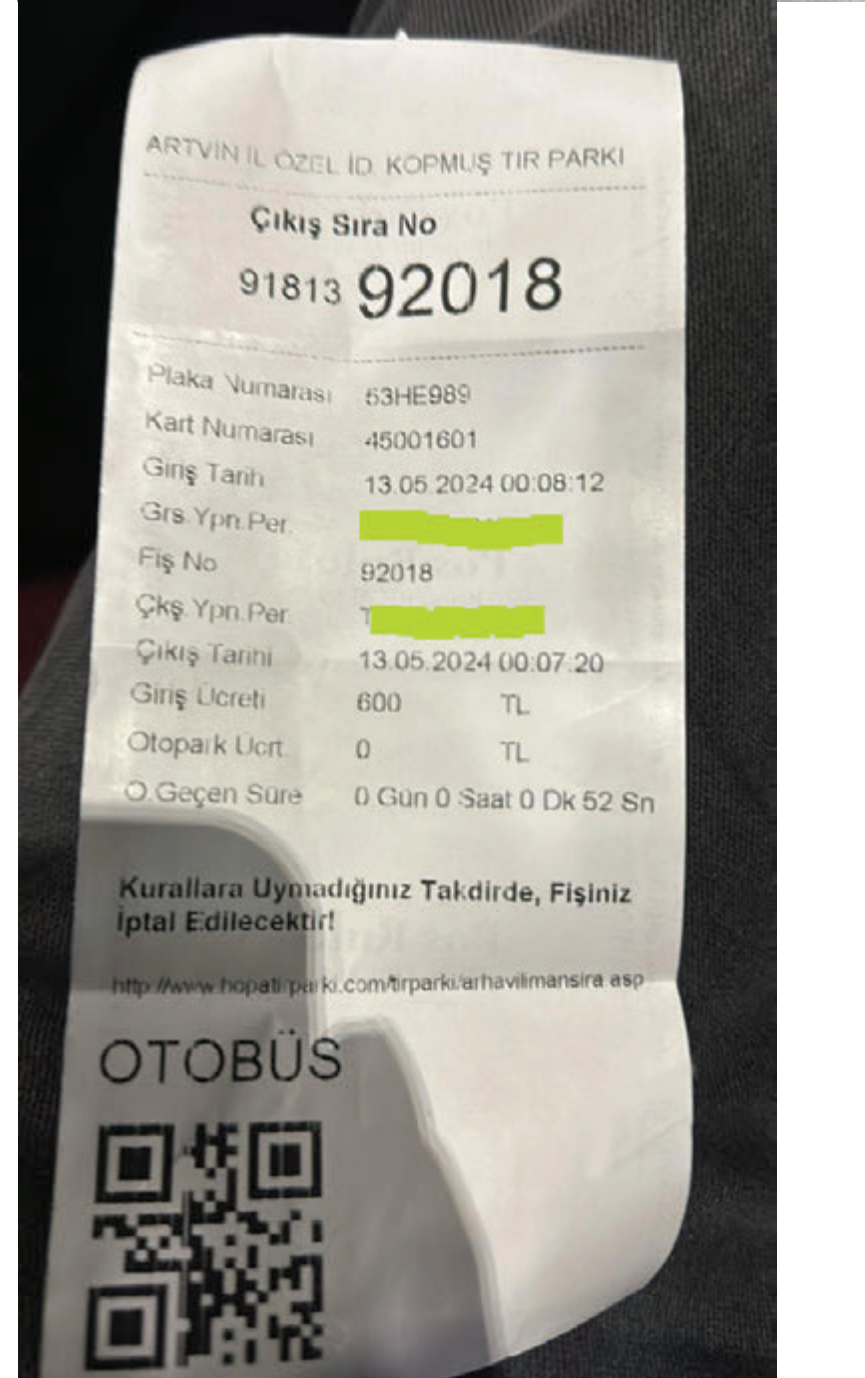 ARTVİN İL ÖZEL İD. KOPMUŞ TIR PARKI
Çıkış Sıra No
91813 92018
Plaka Numarası 53HE989
Kart Numarası 45001601
Giriş Tarih 13.05.2024 00:08:12
Grs.Ypn.Per.
Fiş No 92018
Çkş.Ypn.Per T
Çıkış Tarihi 13.05.2024 00:07:20
Giriş Ücreti 600 TL
Otopark Ücrt. 0 TL
O.Geçen Süre 0 Gün 0 Saat 0 Dk 52 Sn
Kurallara Uymadığınız Takdirde, Fişiniz
İptal Edilecektir!
http://www.hopatirparki.com/tirparki/arhavilimansira.asp
OTOBÜS